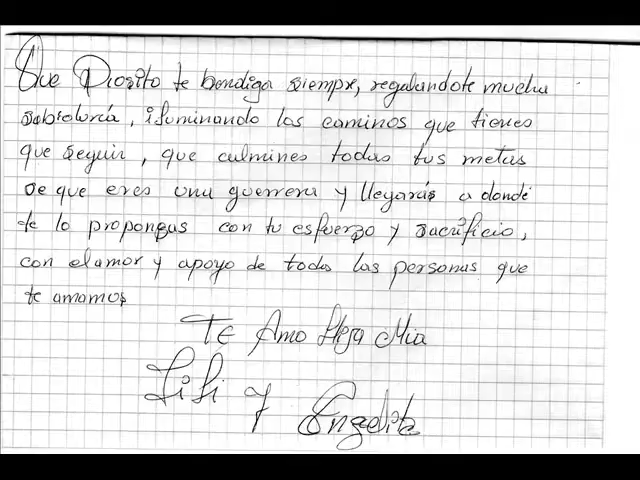 Que Diosito te bendiga siempre, regalandote mucha
sabiduría, iluminando los caminos que tienes
que seguir, que culmines todas tus metas
se que eres una guerrera y llegarás a donde
te lo propongas con tu esfuerzo y sacrificio,
con el amor y apoyo de todas las personas que
te amamos
TE Amo Hija Mia
Lili y Angelita